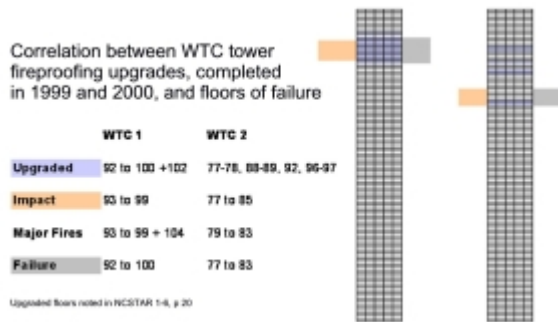 Correlation between WTC tower
fireproofing upgrades, completed
in 1999 and 2000, and floors of failure
WTC 1 WTC 2
Upgraded 92 to 100 +102 77-78, 88-89, 92, 96-97
Impact 93 to 99 77 to 85
Major Fires 93 to 99 + 104 79 to 83
Failure 92 to 100 77 to 83
Upgraded floors noted in NCSTAR 1-6, p 20